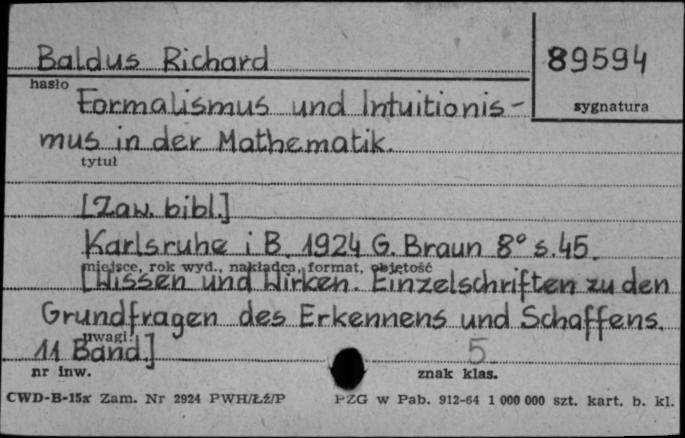 Baldus Richard
89594
hasło
sygnatura
Formalismus und Intuitionis-
mus in der Mathematik.
tytuł
[Zaw. bibl.]
Karlsruhe i B. 1924 G. Braun 8° s. 45.
miejsce, rok wyd., nakładca, format, objętość
[Wissen und Wirken. Einzelschriften zu den
Grundfragen des Erkennens und Schaffens.
uwagi:
11 Band.]
5
nr inw.
znak klas.
CWD-B-15a Zam. Nr 2924 PWH/Łź/P PZG w Pab. 912-64 1 000 000 szt. kart. b. kl.